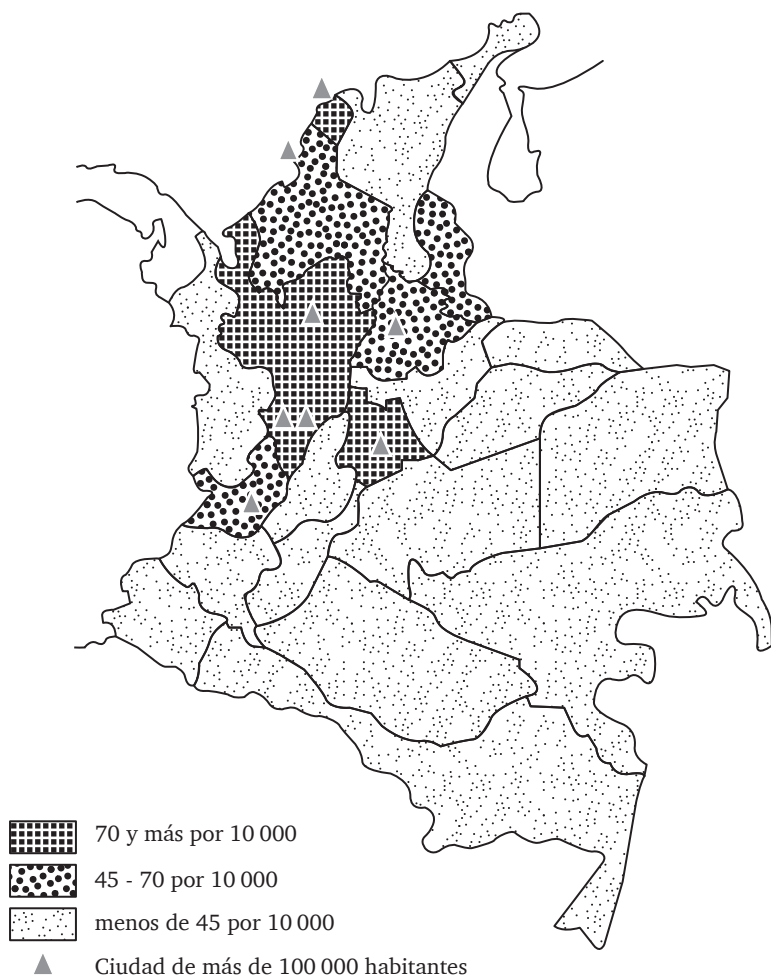 70 y más por 10 000
45 - 70 por 10 000
menos de 45 por 10 000
Ciudad de más de 100 000 habitantes